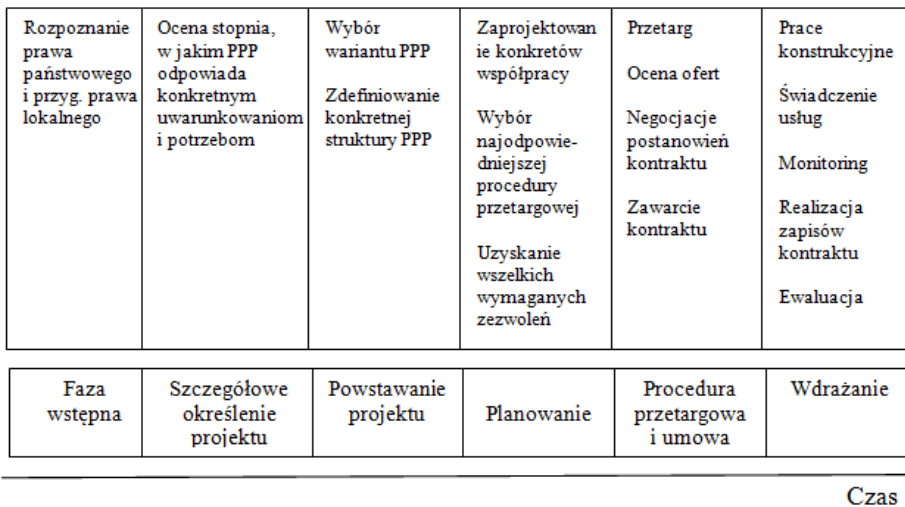 Rozpoznanie
prawa
państwowego
i przyg. prawa
lokalnego
Ocena stopnia,
w jakim PPP
odpowiada
konkretnym
uwarunkowaniom
i potrzebom
Wybór
wariantu PPP
Zdefiniowanie
konkretnej
struktury PPP
Zaprojektowan
ie konkretów
współpracy
Wybór
najodpowie-
dniejszej
procedury
przetargowej
Uzyskanie
wszelkich
wymaganych
zezwoleń
Przetarg
Ocena ofert
Negocjacje
postanowień
kontraktu
Zawarcie
kontraktu
Prace
konstrukcyjne
Świadczenie
usług
Monitoring
Realizacja
zapisów
kontraktu
Ewaluacja
Faza
wstępna
Szczegółowe
określenie
projektu
Powstawanie
projektu
Planowanie
Procedura
przetargowa
i umowa
Wdrażanie
Czas